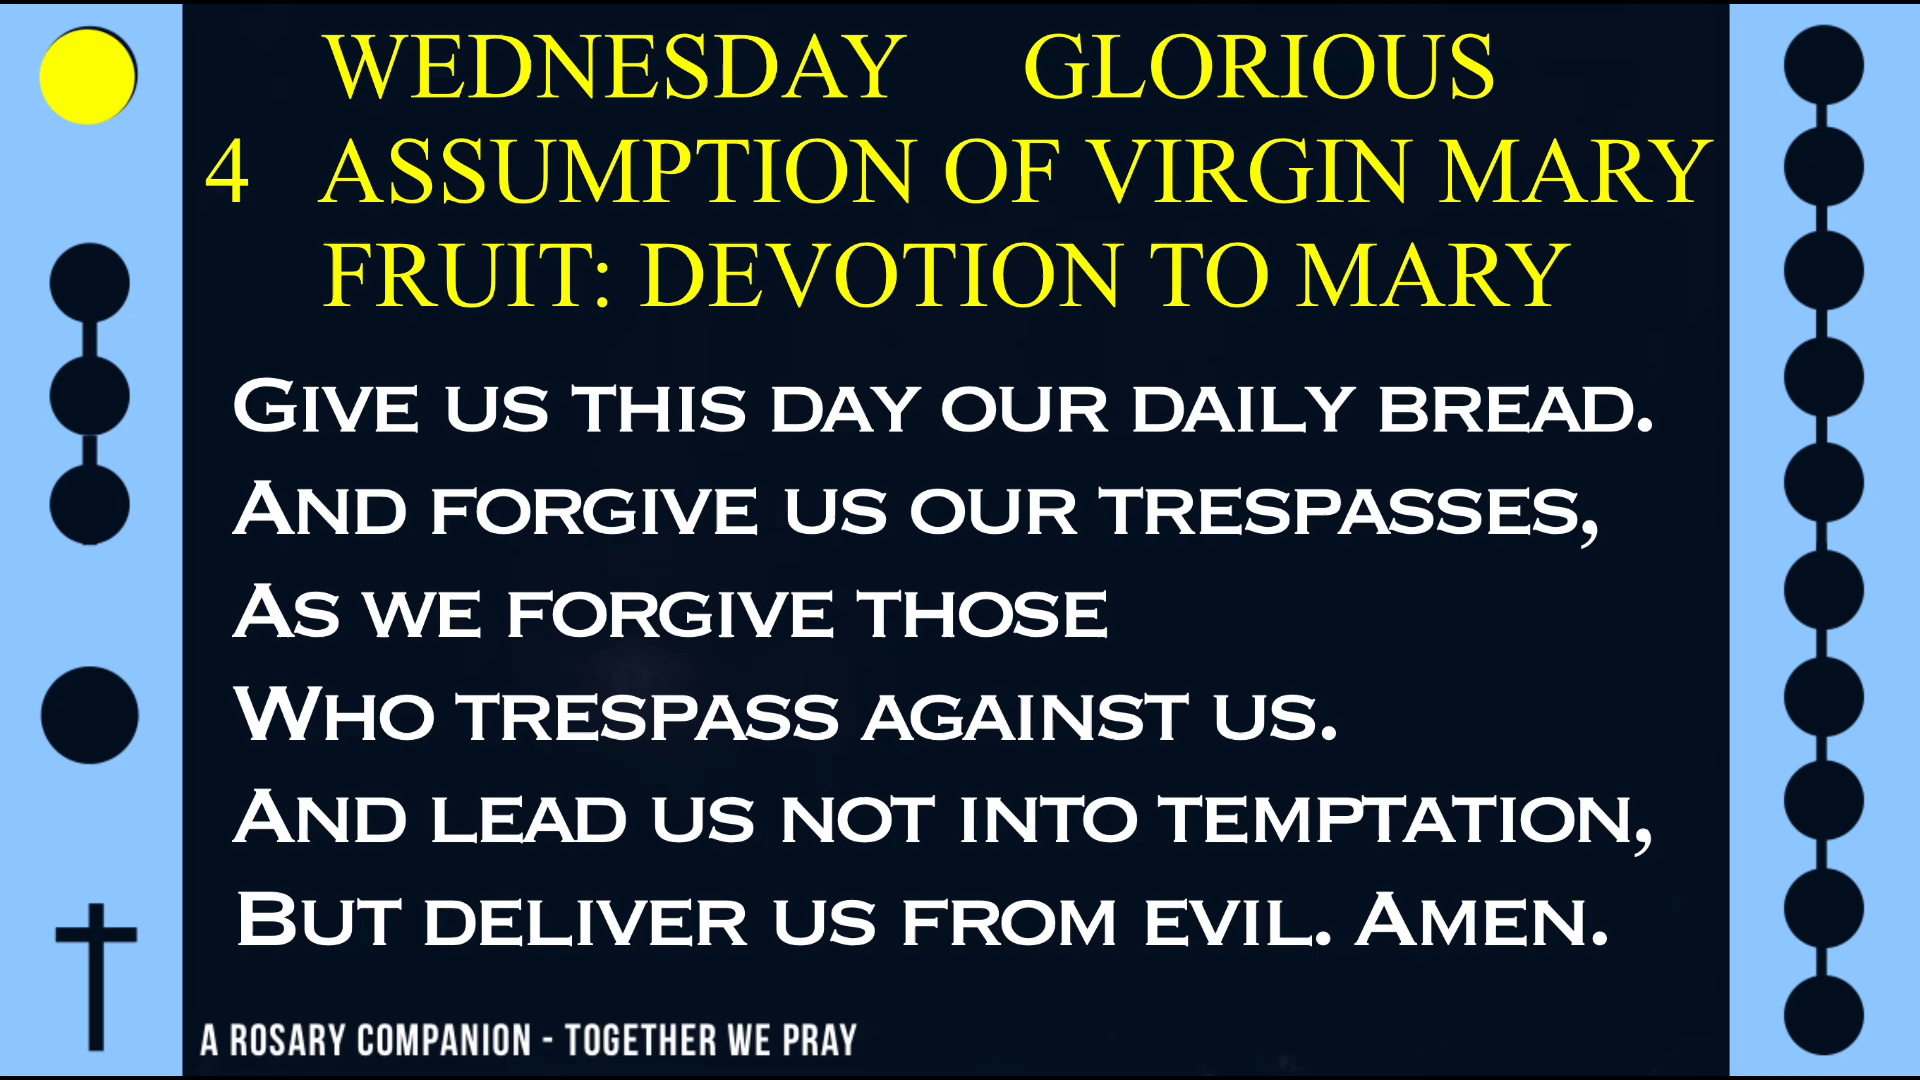 WEDNESDAY GLORIOUS
4 ASSUMPTION OF VIRGIN MARY
FRUIT: DEVOTION TO MARY
Give us this day our daily bread.
And forgive us our trespasses,
As we forgive those
Who trespass against us.
And lead us not into temptation,
But deliver us from evil. Amen.
A ROSARY COMPANION - TOGETHER WE PRAY